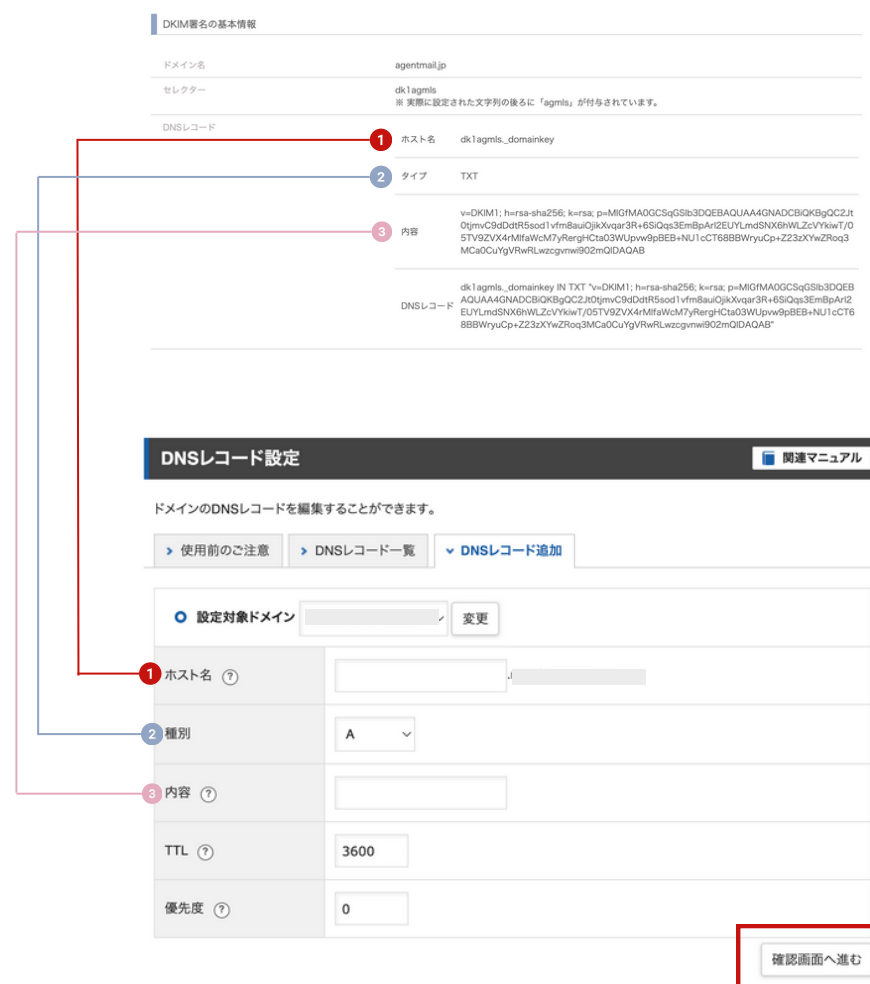 DKIM署名の基本情報
ドメイン名 agentmail.jp
セレクター dk1agmls
※ 実際に設定された文字列の後ろに「agmls」が付与されています。
DNSレコード
1 ホスト名 dk1agmls._domainkey
2 タイプ TXT
3 内容
v=DKIM1; h=rsa-sha256; k=rsa; p=MIGfMA0GCSqGSIb3DQEBAQUAA4GNADCBiQKBgQC2Jt
0tjmvC9dDdtR5sod1vfm8auiOjikXvqar3R+6SiQqs3EmBpArl2EUYLmdSNX6hWLZcVYkiwT/0
5TV9ZVX4rMlfaWcM7yRergHCta03WUpvw9pBEB+NU1cCT68BBWryuCp+Z23zXYwZRoq3
MCa0CuYgVRwRLwzcgvnwi902mQIDAQAB
DNSレコード
dk1agmls._domainkey IN TXT "v=DKIM1; h=rsa-sha256; k=rsa; p=MIGfMA0GCSqGSIb3DQEB
AQUAA4GNADCBiQKBgQC2Jt0tjmvC9dDdtR5sod1vfm8auiOjikXvqar3R+6SiQqs3EmBpArl2
EUYLmdSNX6hWLZcVYkiwT/05TV9ZVX4rMlfaWcM7yRergHCta03WUpvw9pBEB+NU1cCT6
8BBWryuCp+Z23zXYwZRoq3MCa0CuYgVRwRLwzcgvnwi902mQIDAQAB"
DNSレコード設定 関連マニュアル
ドメインのDNSレコードを編集することができます。
使用前のご注意 DNSレコード一覧 DNSレコード追加
設定対象ドメイン 変更
1 ホスト名 ?
2 種別 A
3 内容 ?
TTL ? 3600
優先度 ? 0
確認画面へ進む